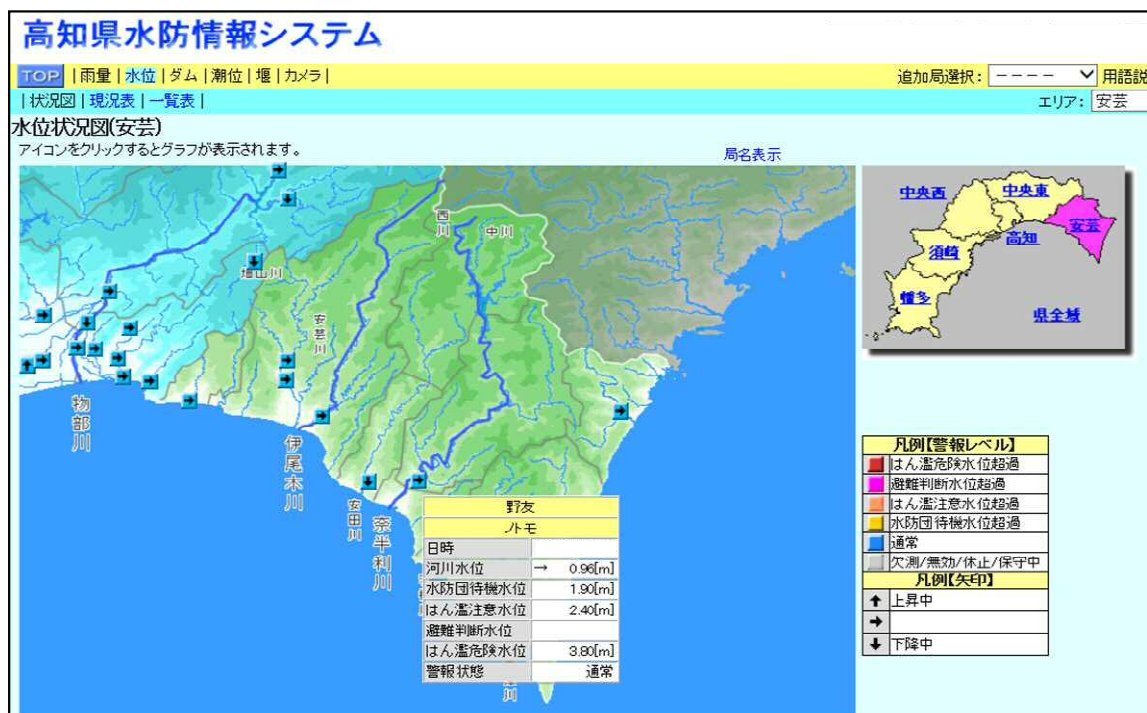 高知県水防情報システム
TOP |雨量|水位|ダム|潮位|堰|カメラ|
追加局選択: ---- 用語説
|状況図|現況表|一覧表|
エリア: 安芸
水位状況図(安芸)
アイコンをクリックするとグラフが表示されます。
局名表示
西川
中川
安芸川
物部川
伊尾木川
安田川
奈半利川
野友
ノトモ
日時
河川水位 → 0.96[m]
水防団待機水位 1.90[m]
はん濫注意水位 2.40[m]
避難判断水位
はん濫危険水位 3.80[m]
警報状態 通常
川
中央西
中央東
安芸
高知
須崎
幡多
県全域
凡例【警報レベル】
はん濫危険水位超過
避難判断水位超過
はん濫注意水位超過
水防団待機水位超過
通常
欠測/無効/休止/保守中
凡例【矢印】
↑ 上昇中
→
↓ 下降中